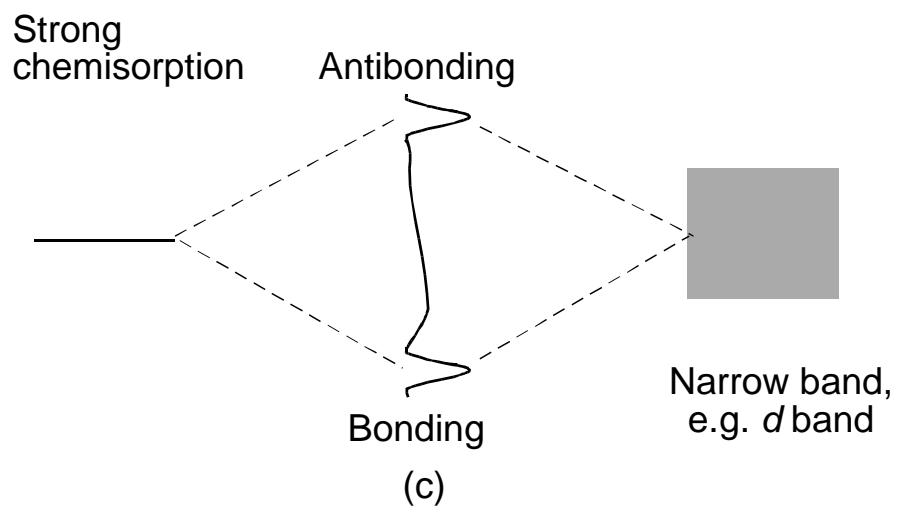 Strong
chemisorption
Antibonding
Narrow band,
e.g. d band
Bonding
(c)